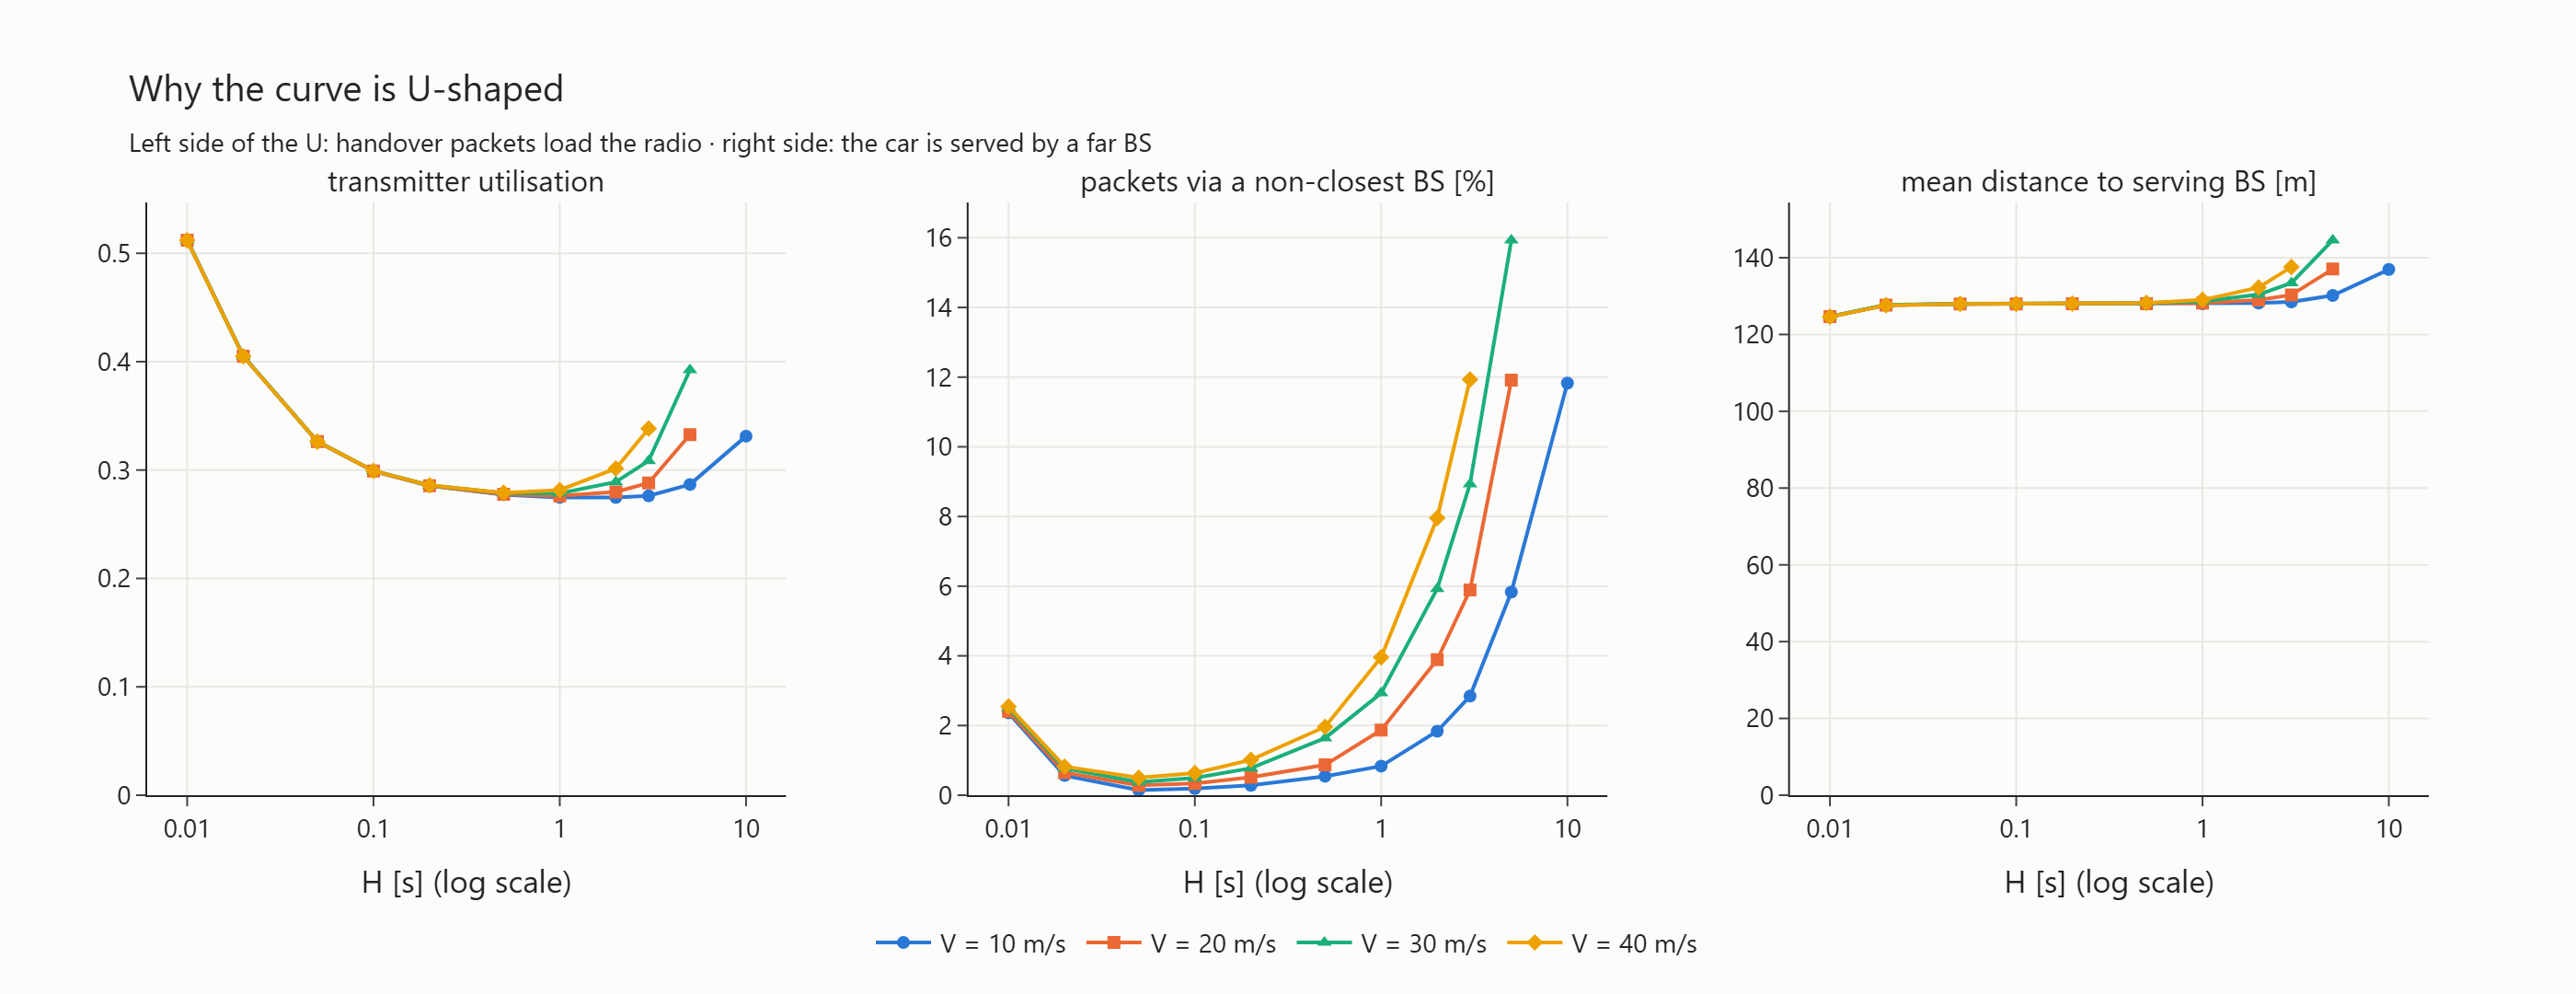 Why the curve is U-shaped
Left side of the U: handover packets load the radio · right side: the car is served by a far BS
transmitter utilisation
0.5
0.4
0.3
0.2
0.1
0
0.01 0.1 1 10
H [s] (log scale)
packets via a non-closest BS [%]
16
14
12
10
8
6
4
2
0
0.01 0.1 1 10
H [s] (log scale)
mean distance to serving BS [m]
140
120
100
80
60
40
20
0
0.01 0.1 1 10
H [s] (log scale)
V = 10 m/s V = 20 m/s V = 30 m/s V = 40 m/s